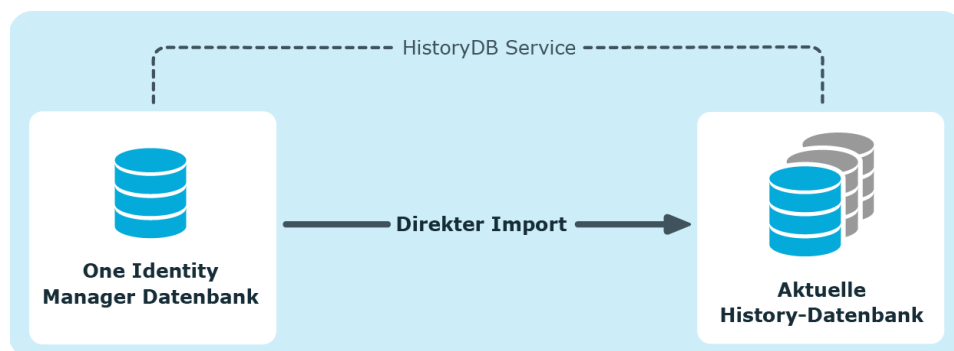 HistoryDB Service
Direkter Import
One Identity
Manager Datenbank
Aktuelle
History-Datenbank